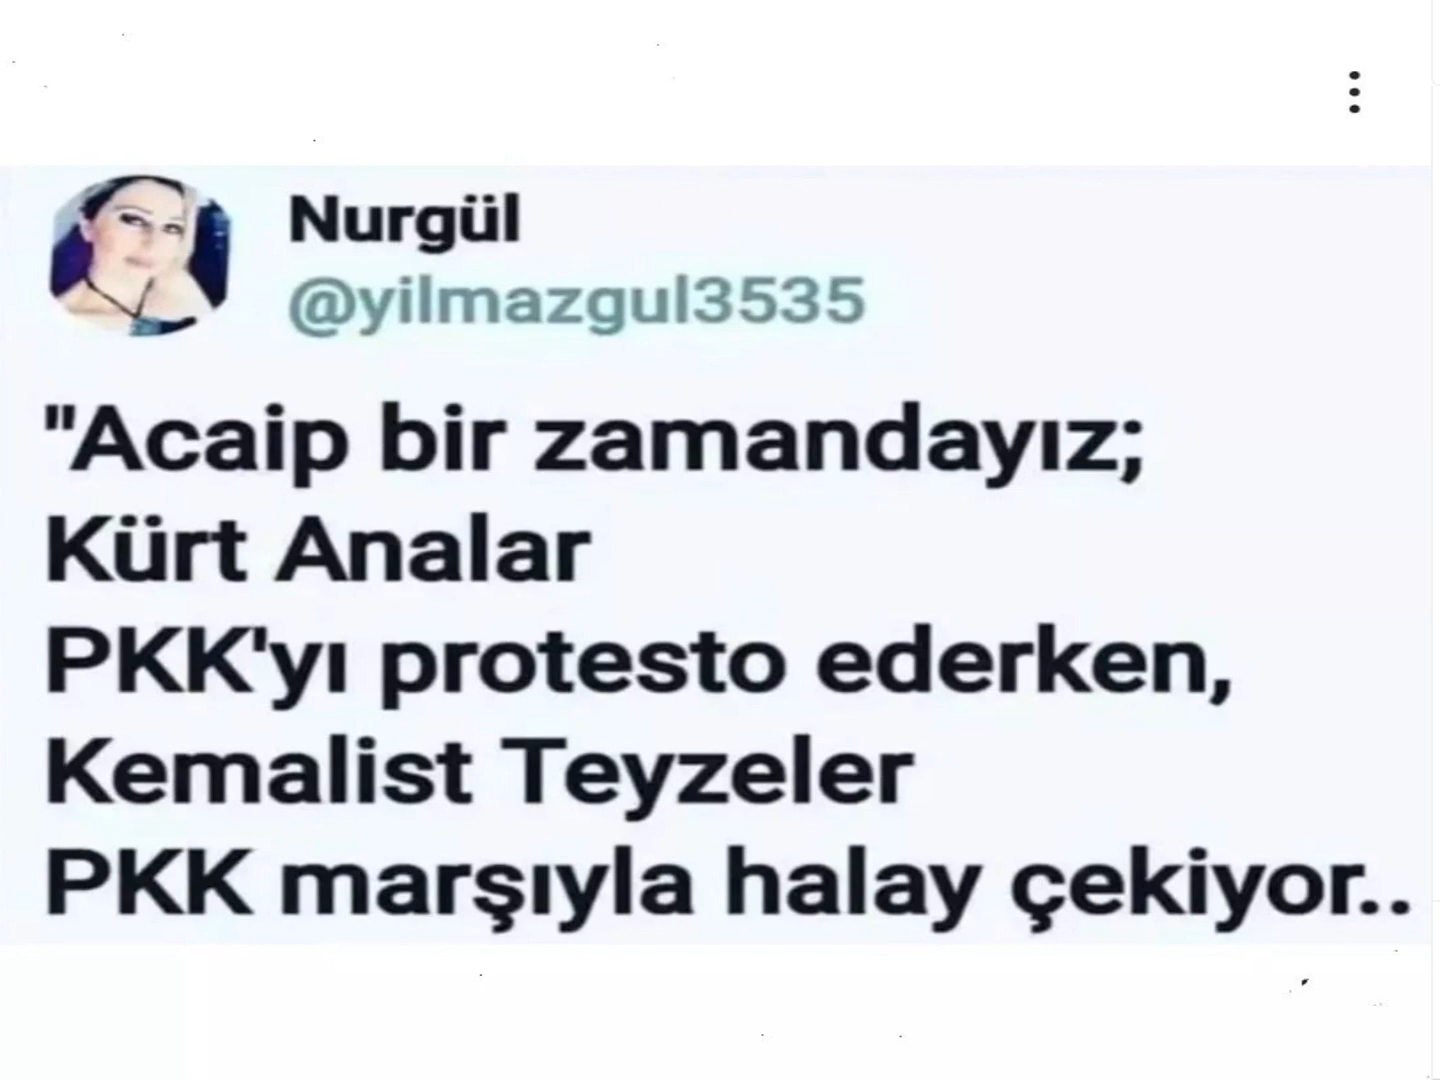 Nurgül
@yilmazgul3535
"Acaip bir zamandayız;
Kürt Analar
PKK'yı protesto ederken,
Kemalist Teyzeler
PKK marşıyla halay çekiyor..